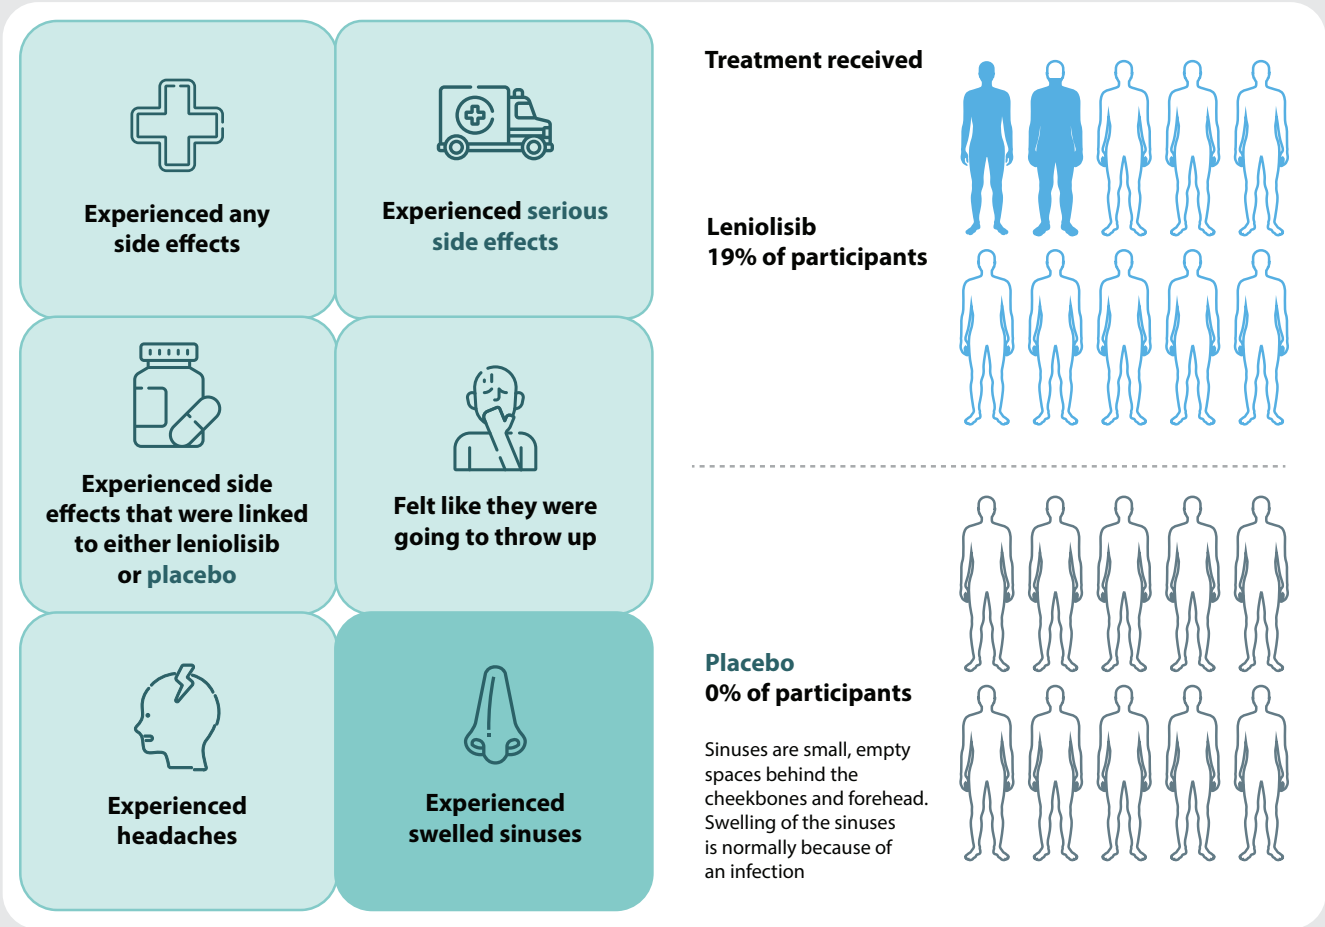 Experienced any
side effects
Experienced serious
side effects
Experienced side
effects that were linked
to either leniolisib
or placebo
Felt like they were
going to throw up
Experienced
headaches
Experienced
swelled sinuses
Treatment received
Leniolisib
19% of participants
Placebo
0% of participants
Sinuses are small, empty
spaces behind the
cheekbones and forehead.
Swelling of the sinuses
is normally because of
an infection